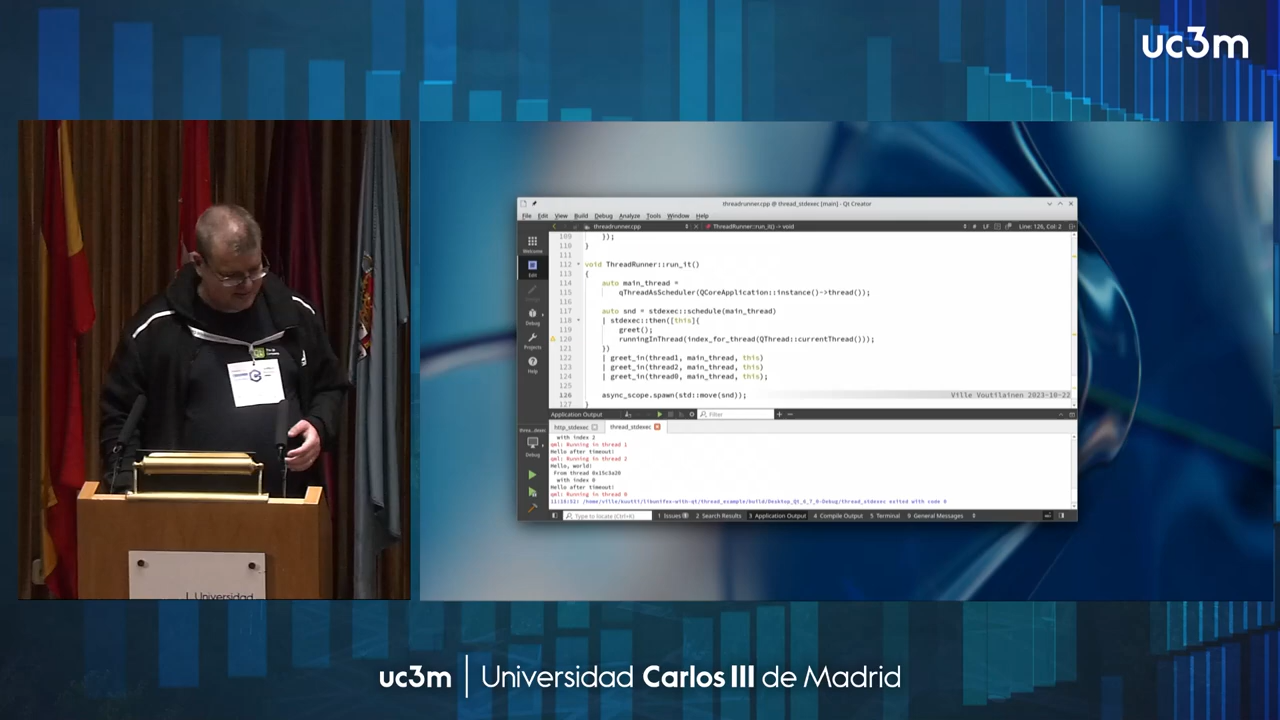 uc3m
threadrunner.cpp @ thread_stdexec [main] - Qt Creator
File Edit View Build Debug Analyze Tools Window Help
threadrunner.cpp ThreadRunner::run_it() -> void LF Line: 126, Col: 2
Welcome
Edit
Debug
Projects
Help
109 });
110 }
111
112 void ThreadRunner::run_it()
113 {
114 auto main_thread =
115 qThreadAsScheduler(QCoreApplication::instance()->thread());
116
117 auto snd = stdexec::schedule(main_thread)
118 | stdexec::then([this]{
119 greet();
120 runningInThread(index_for_thread(QThread::currentThread()));
121 })
122 | greet_in(thread1, main_thread, this)
123 | greet_in(thread2, main_thread, this)
124 | greet_in(thread0, main_thread, this);
125
126 async_scope.spawn(std::move(snd)); Ville Voutilainen 2023-10-22
127 }
Application Output Filter
http_stdexec thread_stdexec
Debug
with index 2
qml: Running in thread 1
Hello after timeout!
qml: Running in thread 2
Hello, world!
From thread 0x15c3a20
with index 0
Hello after timeout!
qml: Running in thread 0
exited with code 0
Type to locate (Ctrl+K) 1 Issues 2 Search Results 3 Application Output 4 Compile Output 5 Terminal 9 General Messages
Universidad
uc3m | Universidad Carlos III de Madrid